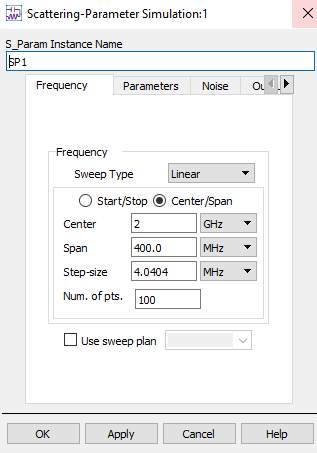 Scattering-Parameter Simulation:1
S_Param Instance Name
SP1
Frequency Parameters Noise
Frequency
Sweep Type Linear
Start/Stop Center/Span
Center 2 GHz
Span 400.0 MHz
Step-size 4.0404 MHz
Num. of pts. 100
Use sweep plan
OK Apply Cancel Help